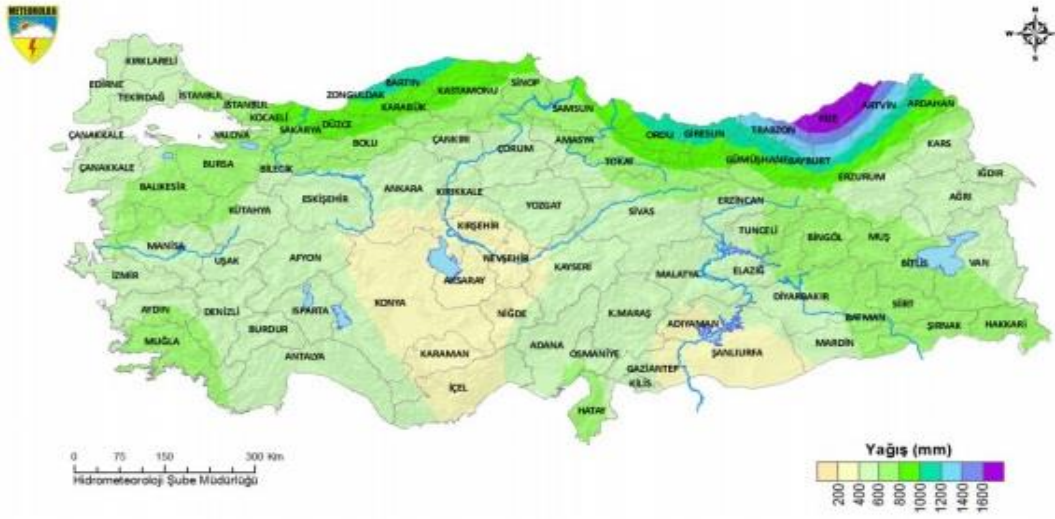 METEOROLOJİ
N
W E
S
KIRKLARELİ
EDİRNE
TEKİRDAĞ
İSTANBUL
İSTANBUL
KOCAELİ
YALOVA
SAKARYA
DÜZCE
ZONGULDAK
BARTIN
KARABÜK
KASTAMONU
SİNOP
SAMSUN
BOLU
ÇANKIRI
ÇORUM
AMASYA
TOKAT
ORDU
GİRESUN
TRABZON
RİZE
ARTVİN
ARDAHAN
GÜMÜŞHANE
BAYBURT
KARS
ERZURUM
IĞDIR
AĞRI
ÇANAKKALE
ÇANAKKALE
BURSA
BİLECİK
BALIKESİR
KÜTAHYA
ESKİŞEHİR
ANKARA
KIRIKKALE
KIRŞEHİR
YOZGAT
SİVAS
ERZİNCAN
TUNCELİ
BİNGÖL
MUŞ
BİTLİS
VAN
MANİSA
UŞAK
AFYON
İZMİR
NEVŞEHİR
AKSARAY
KAYSERİ
MALATYA
ELAZIĞ
DİYARBAKIR
SİİRT
BATMAN
ŞIRNAK
HAKKARİ
AYDIN
DENİZLİ
ISPARTA
BURDUR
KONYA
NİĞDE
K.MARAŞ
ADIYAMAN
ŞANLIURFA
MARDİN
MUĞLA
ANTALYA
KARAMAN
İÇEL
ADANA
OSMANİYE
GAZİANTEP
KİLİS
HATAY
0 75 150 300 Km
Hidrometeoroloji Şube Müdürlüğü
Yağış (mm)
200 400 600 800 1000 1200 1400 1600